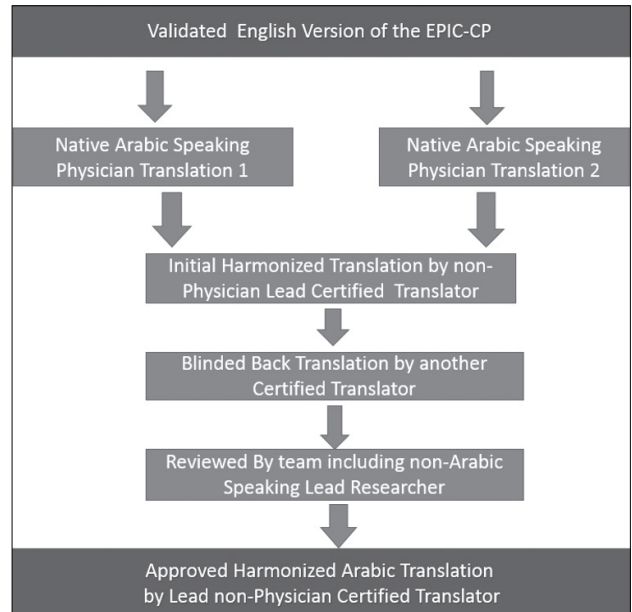 Validated English Version of the EPIC-CP
Native Arabic Speaking
Physician Translation 1
Native Arabic Speaking
Physician Translation 2
Initial Harmonized Translation by non-
Physician Lead Certified Translator
Blinded Back Translation by another
Certified Translator
Reviewed By team including non-Arabic
Speaking Lead Researcher
Approved Harmonized Arabic Translation
by Lead non-Physician Certified Translator